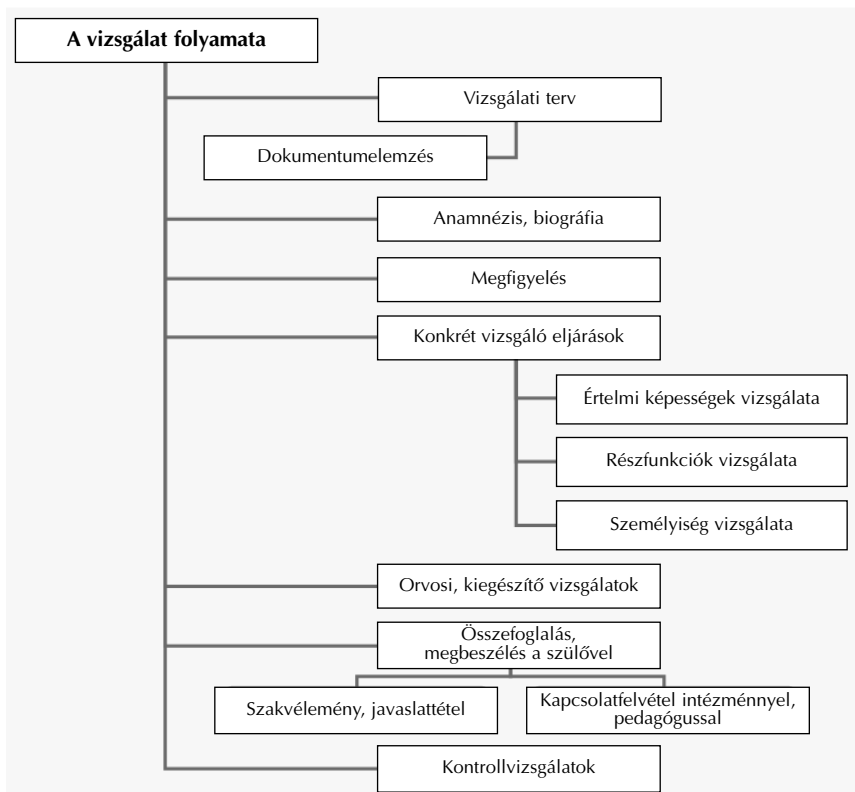 A vizsgálat folyamata
Vizsgálati terv
Dokumentumelemzés
Anamnézis, biográfia
Megfigyelés
Konkrét vizsgáló eljárások
Értelmi képességek vizsgálata
Részfunkciók vizsgálata
Személyiség vizsgálata
Orvosi, kiegészítő vizsgálatok
Összefoglalás,
megbeszélés a szülővel
Szakvélemény, javaslattétel
Kapcsolatfelvétel intézménnyel,
pedagógussal
Kontrollvizsgálatok